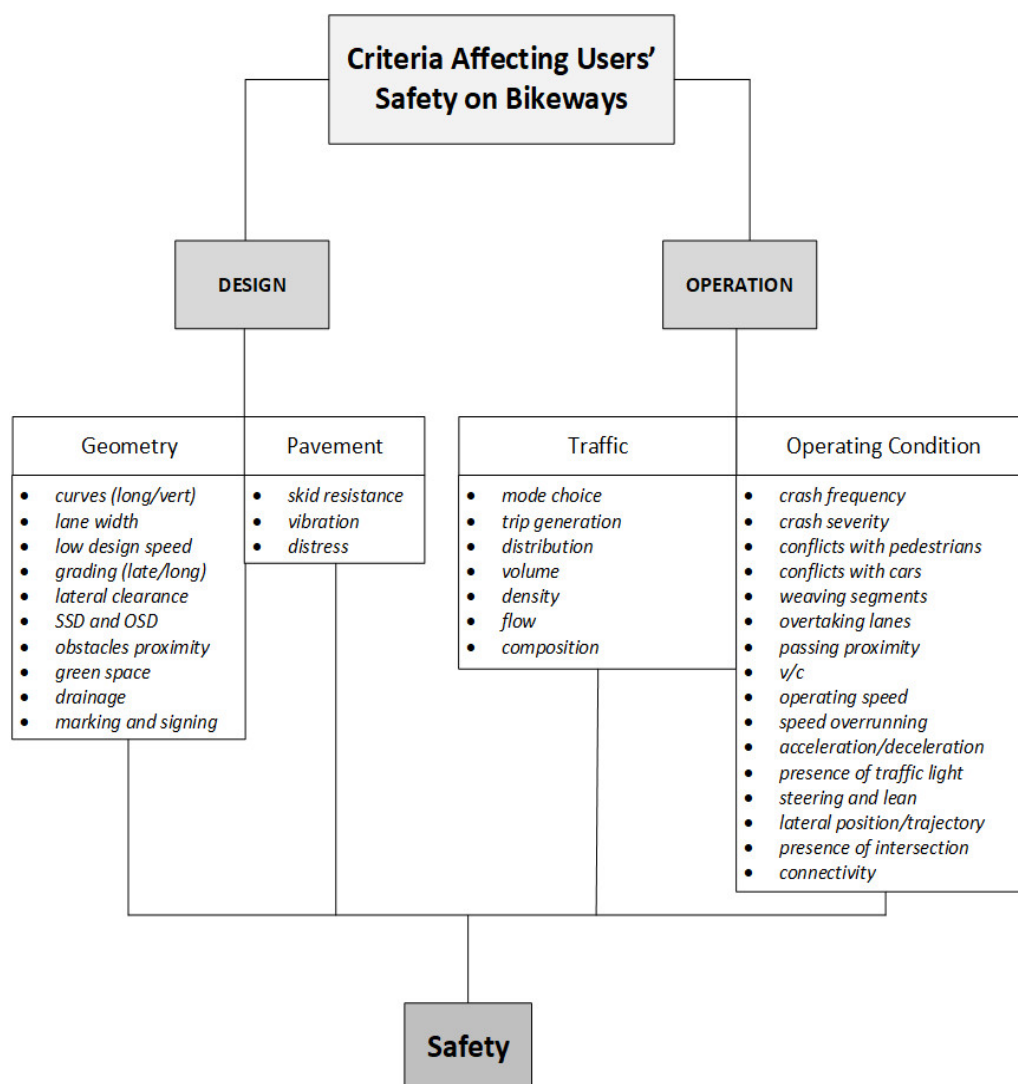 Criteria Affecting Users'
Safety on Bikeways
DESIGN
OPERATION
Geometry
• curves (long/vert)
• lane width
• low design speed
• grading (late/long)
• lateral clearance
• SSD and OSD
• obstacles proximity
• green space
• drainage
• marking and signing
Pavement
• skid resistance
• vibration
• distress
Traffic
• mode choice
• trip generation
• distribution
• volume
• density
• flow
• composition
Operating Condition
• crash frequency
• crash severity
• conflicts with pedestrians
• conflicts with cars
• weaving segments
• overtaking lanes
• passing proximity
• v/c
• operating speed
• speed overrunning
• acceleration/deceleration
• presence of traffic light
• steering and lean
• lateral position/trajectory
• presence of intersection
• connectivity
Safety